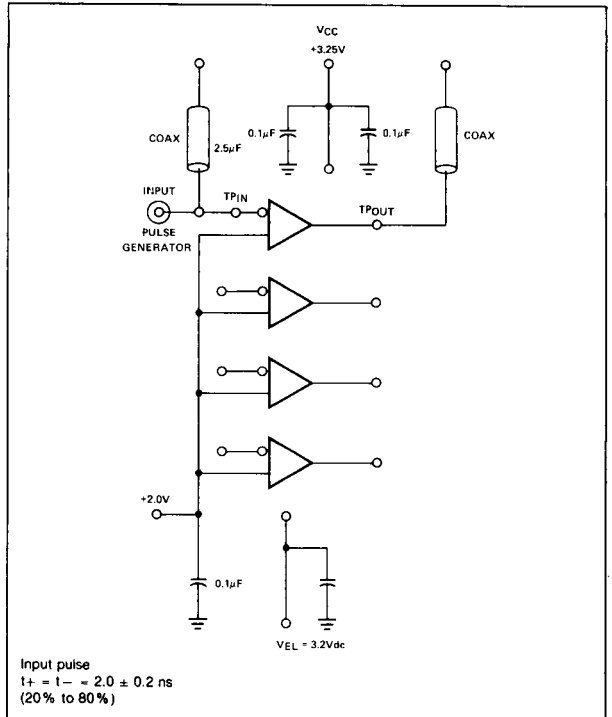 VCC
+3.25V
COAX
2.5µF
0.1µF
0.1µF
COAX
INPUT
TPIN
TPOUT
PULSE
GENERATOR
+2.0V
0.1µF
VEL = 3.2Vdc
Input pulse
t+ = t− = 2.0 ± 0.2 ns
(20% to 80%)